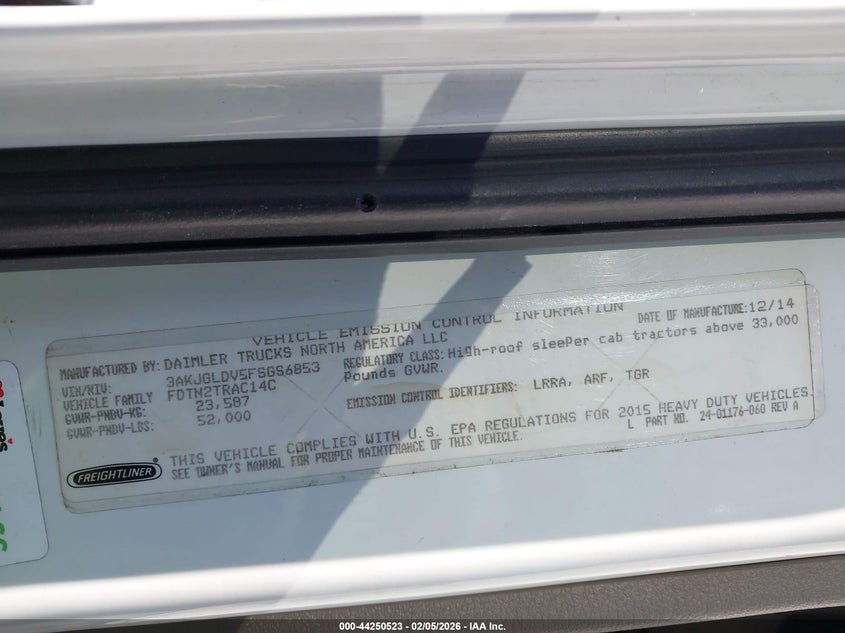 VEHICLE EMISSION CONTROL INFORMATION
MANUFACTURED BY: DAIMLER TRUCKS NORTH AMERICA LLC
DATE OF MANUFACTURE: 12/14
VIN/NIV: 3AKJGLDV5FSGS6853
VEHICLE FAMILY FDTN2TRAC14C
GVWR-PNBV-KG: 23,587
GVWR-PNBV-LBS: 52,000
REGULATORY CLASS: High-roof sleeper cab tractors above 33,000
Pounds GVWR.
EMISSION CONTROL IDENTIFIERS: LRRA, ARF, TGR
THIS VEHICLE COMPLIES WITH U.S. EPA REGULATIONS FOR 2015 HEAVY DUTY VEHICLES.
SEE OWNER'S MANUAL FOR PROPER MAINTENANCE OF THIS VEHICLE.
L PART NO. 24-01176-060 REV A
FREIGHTLINER
000-44250523 - 02/05/2026 - IAA Inc.